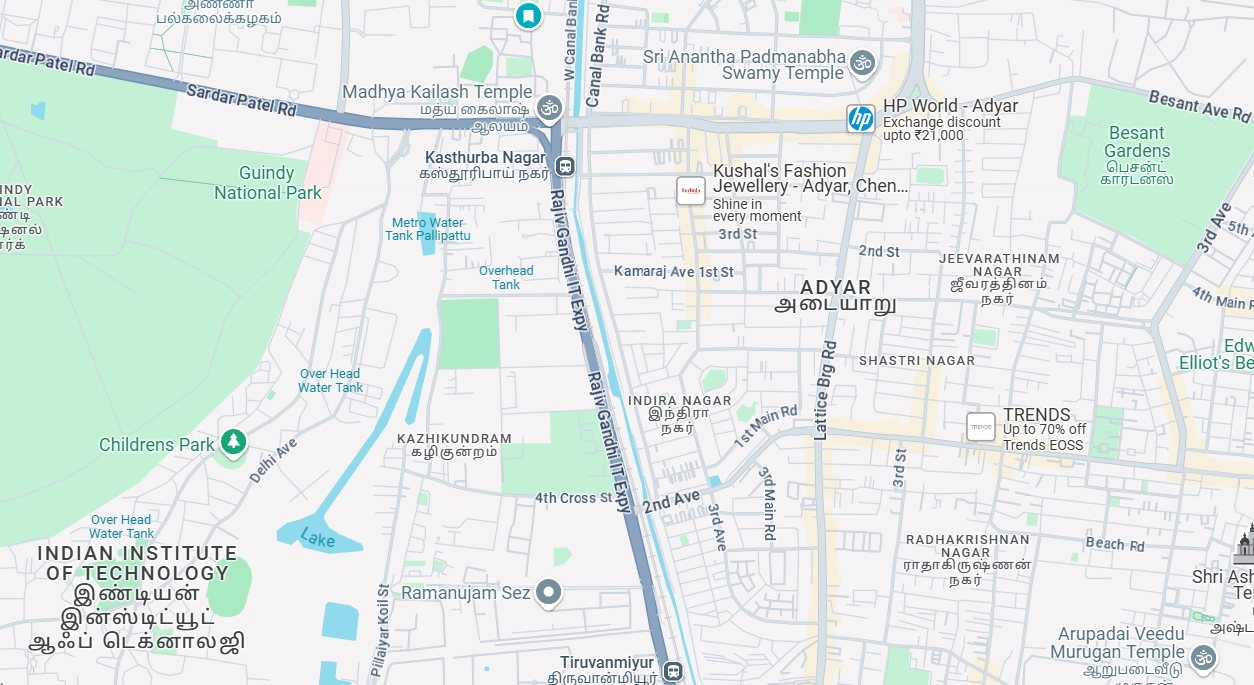 அண்ணா
பல்கலைக்கழகம்
Sardar Patel Rd
Sardar Patel Rd
W Canal Bank
Canal Bank Rd
Sri Anantha Padmanabha
Swamy Temple
Madhya Kailash Temple
மத்ய கைலாஷ்
ஆலயம்
HP World - Adyar
Exchange discount
upto ₹21,000
hp
Besant Ave Rd
Besant
Gardens
பெசன்ட்
கார்டன்ஸ்
Kasthurba Nagar
கஸ்தூரிபாய் நகர்
Guindy
National Park
Kushal's Fashion
Jewellery - Adyar, Chen...
Shine in
every moment
Kushal's
Metro Water
Tank Pallipattu
3rd St
2nd St
3rd Ave
Rajiv Gandhi IT Expy
Overhead
Tank
Kamaraj Ave 1st St
JEEVARATHINAM
NAGAR
ஜீவரத்தினம்
நகர்
ADYAR
அடையாறு
4th Main
Lattice Brg Rd
SHASTRI NAGAR
Over Head
Water Tank
Rajiv Gandhi IT Expy
INDIRA NAGAR
இந்திரா
நகர்
1st Main Rd
TRENDS
Up to 70% off
Trends EOSS
TRENDS
Childrens Park
Delhi Ave
KAZHIKUNDRAM
கழிகுன்றம்
3rd St
3rd Main Rd
4th Cross St
2nd Ave
3rd Ave
Over Head
Water Tank
Lake
INDIAN INSTITUTE
OF TECHNOLOGY
இண்டியன்
இன்ஸ்டிட்யூட்
ஆஃப் டெக்னாலஜி
RADHAKRISHNAN
NAGAR
ராதாகிருஷ்ணன்
நகர்
Beach Rd
Ramanujam Sez
Pillaiyar Koil St
Shri
Arupadai Veedu
Murugan Temple
ஆறுபடைவீடு
Tiruvanmiyur
திருவான்மியூர்